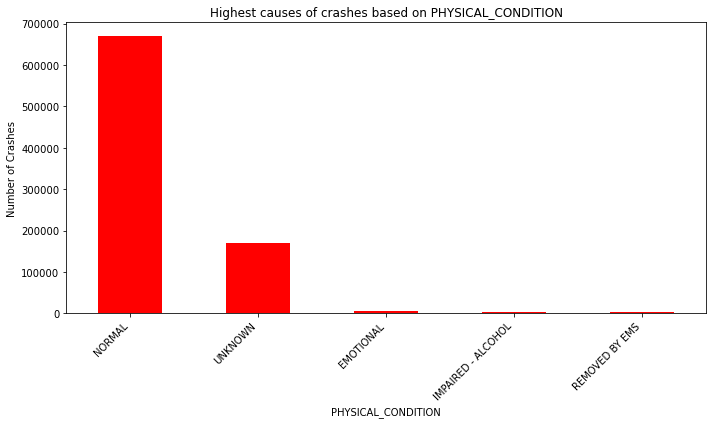 Highest causes of crashes based on PHYSICAL_CONDITION
Number of Crashes
700000
600000
500000
400000
300000
200000
100000
0
NORMAL
UNKNOWN
EMOTIONAL
IMPAIRED - ALCOHOL
REMOVED BY EMS
PHYSICAL_CONDITION